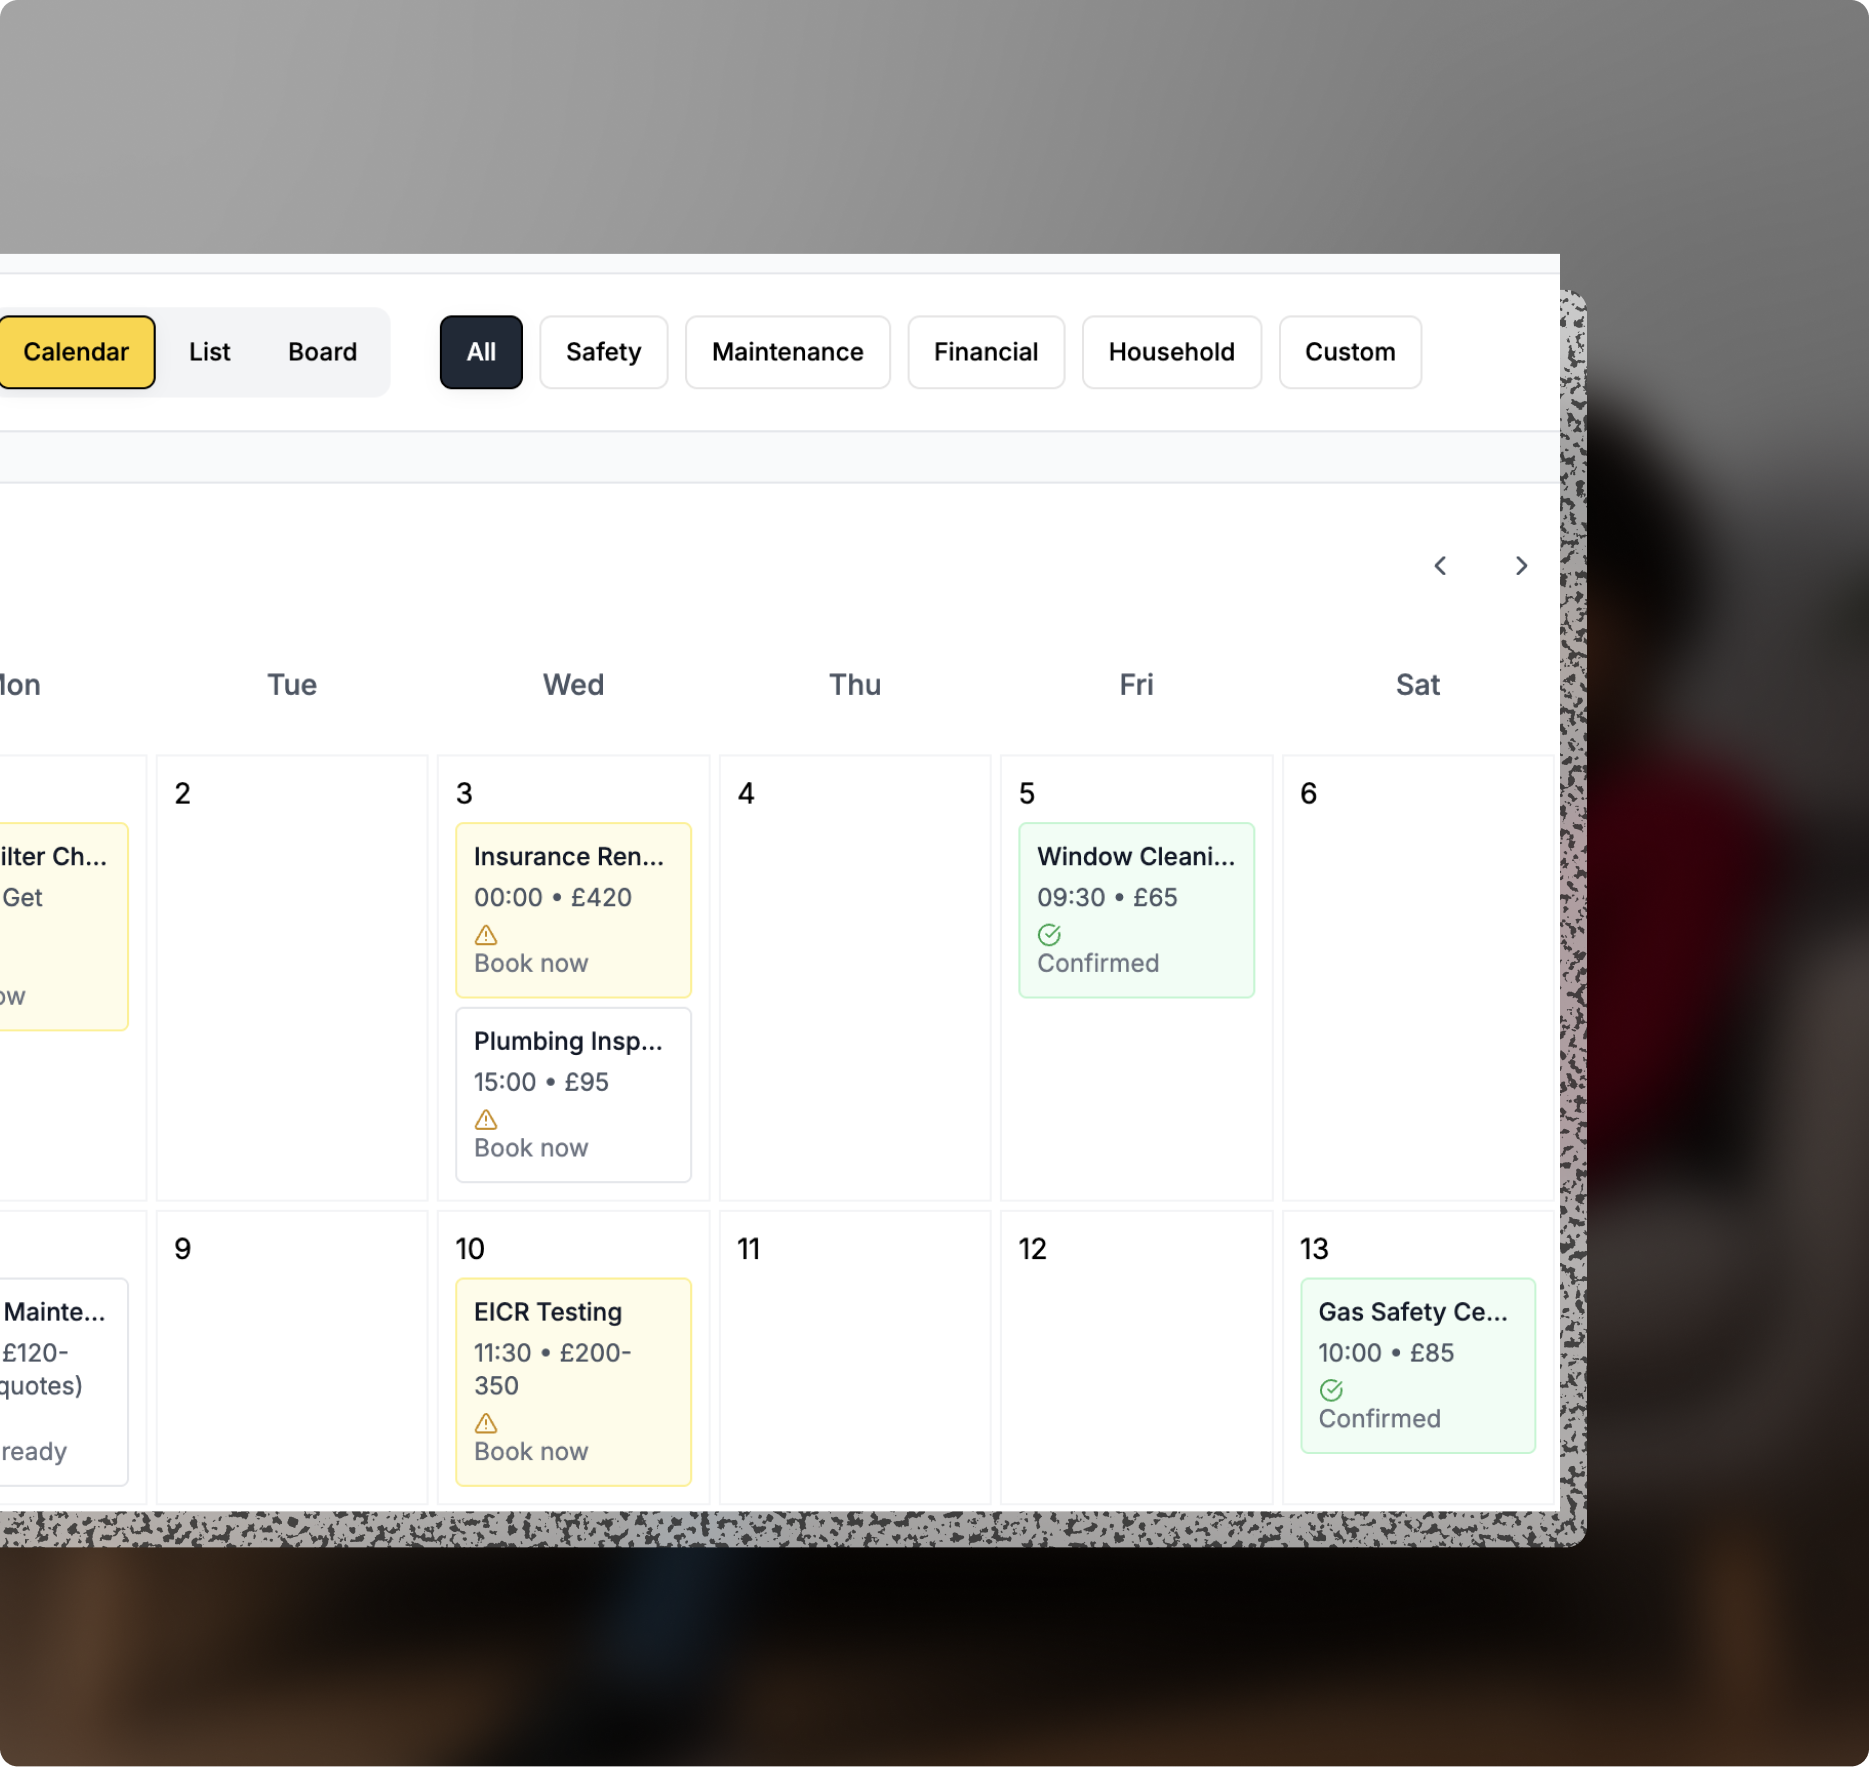 Calendar List Board All Safety Maintenance Financial Household Custom
Tue Wed Thu Fri Sat
2 3 4 5 6
ilter Ch...
Get
Insurance Ren...
00:00 • £420
Book now
Plumbing Insp...
15:00 • £95
Book now
Window Cleani...
09:30 • £65
Confirmed
9 10 11 12 13
Mainte...
£120-
quotes)
ready
EICR Testing
11:30 • £200-
350
Book now
Gas Safety Ce...
10:00 • £85
Confirmed